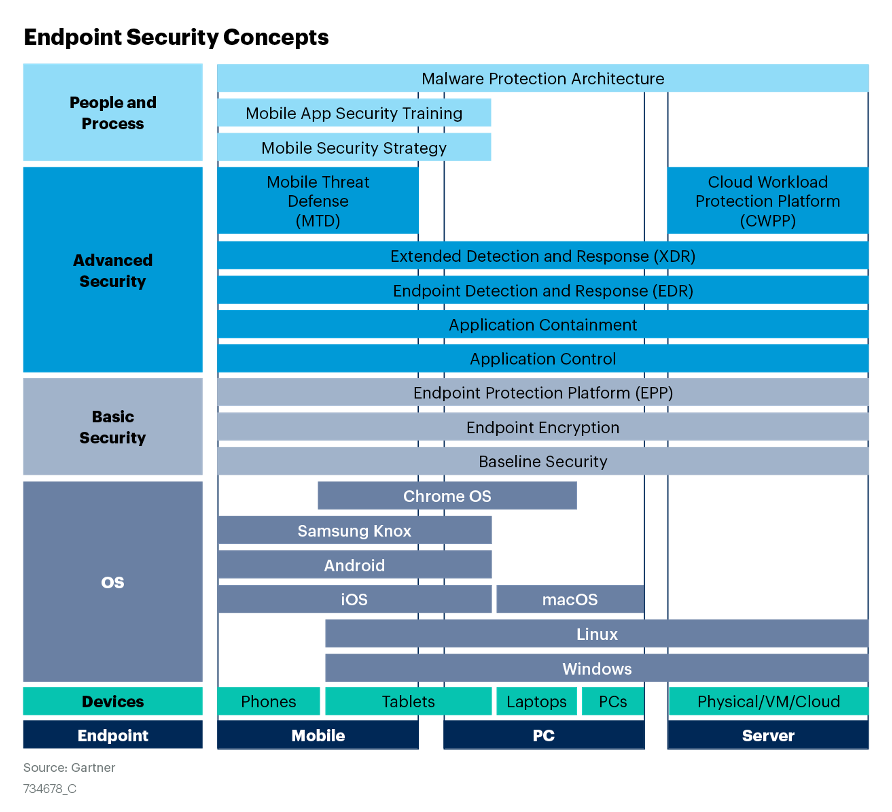 Endpoint Security Concepts
People and
Process
Malware Protection Architecture
Mobile App Security Training
Mobile Security Strategy
Advanced
Security
Mobile Threat
Defense
(MTD)
Cloud Workload
Protection Platform
(CWPP)
Extended Detection and Response (XDR)
Endpoint Detection and Response (EDR)
Application Containment
Application Control
Basic
Security
Endpoint Protection Platform (EPP)
Endpoint Encryption
Baseline Security
OS
Chrome OS
Samsung Knox
Android
iOS
macOS
Linux
Windows
Devices
Phones
Tablets
Laptops
PCs
Physical/VM/Cloud
Endpoint
Mobile
PC
Server
Source: Gartner
734678_C